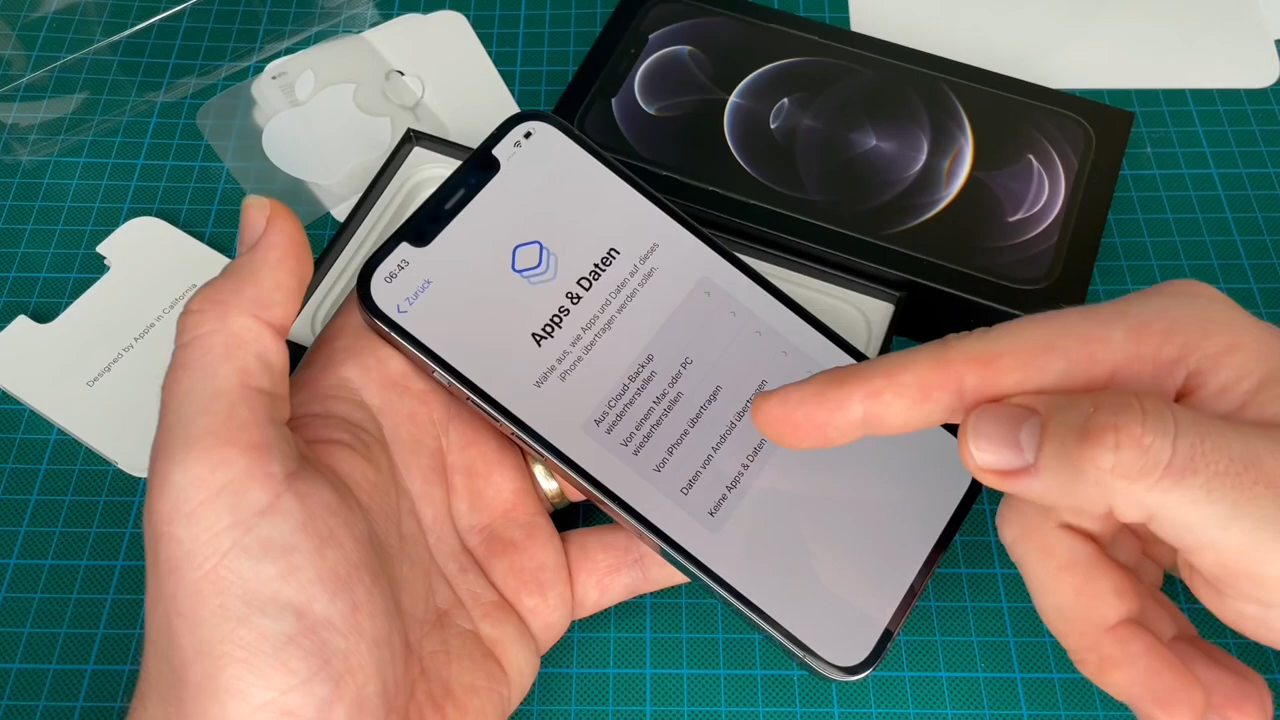 06:43
Zurück
Apps & Daten
Wähle aus, wie Apps und Daten auf dieses
iPhone übertragen werden sollen.
Aus iCloud-Backup
wiederherstellen
Von einem Mac oder PC
wiederherstellen
Von iPhone übertragen
Daten von Android übertragen
Keine Apps & Daten
Designed by Apple in California